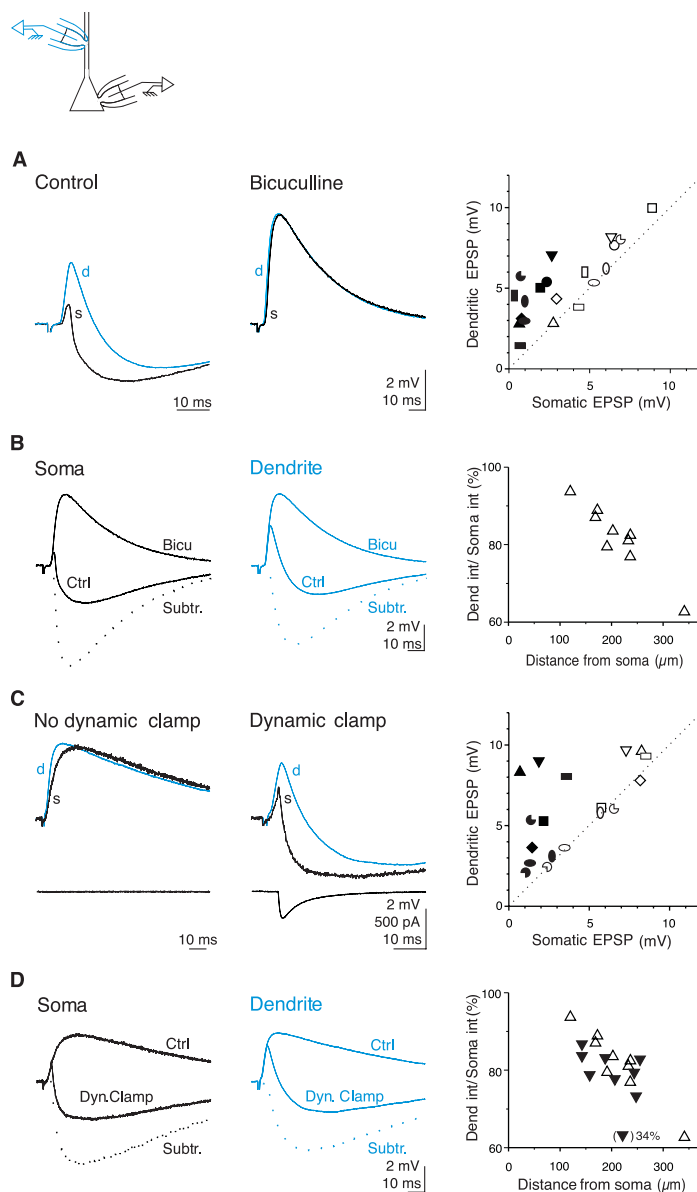 A
Control
Bicuculline
d
s
10 ms
d
s
2 mV
10 ms
Dendritic EPSP (mV)
10
5
0
0
5
10
Somatic EPSP (mV)
B
Soma
Dendrite
Bicu
Ctrl
Subtr.
Bicu
Ctrl
Subtr.
2 mV
10 ms
Dend int/Soma int (%)
100
80
60
0
100
200
300
Distance from soma (µm)
C
No dynamic clamp
Dynamic clamp
d
s
10 ms
s
d
2 mV
500 pA
10 ms
Dendritic EPSP (mV)
10
5
0
0
5
10
Somatic EPSP (mV)
D
Soma
Dendrite
Ctrl
Dyn.Clamp
Subtr.
Ctrl
Dyn.Clamp
Subtr.
2 mV
10 ms
Dend int/Soma int (%)
100
80
60
( ) 34%
0
100
200
300
Distance from soma (µm)